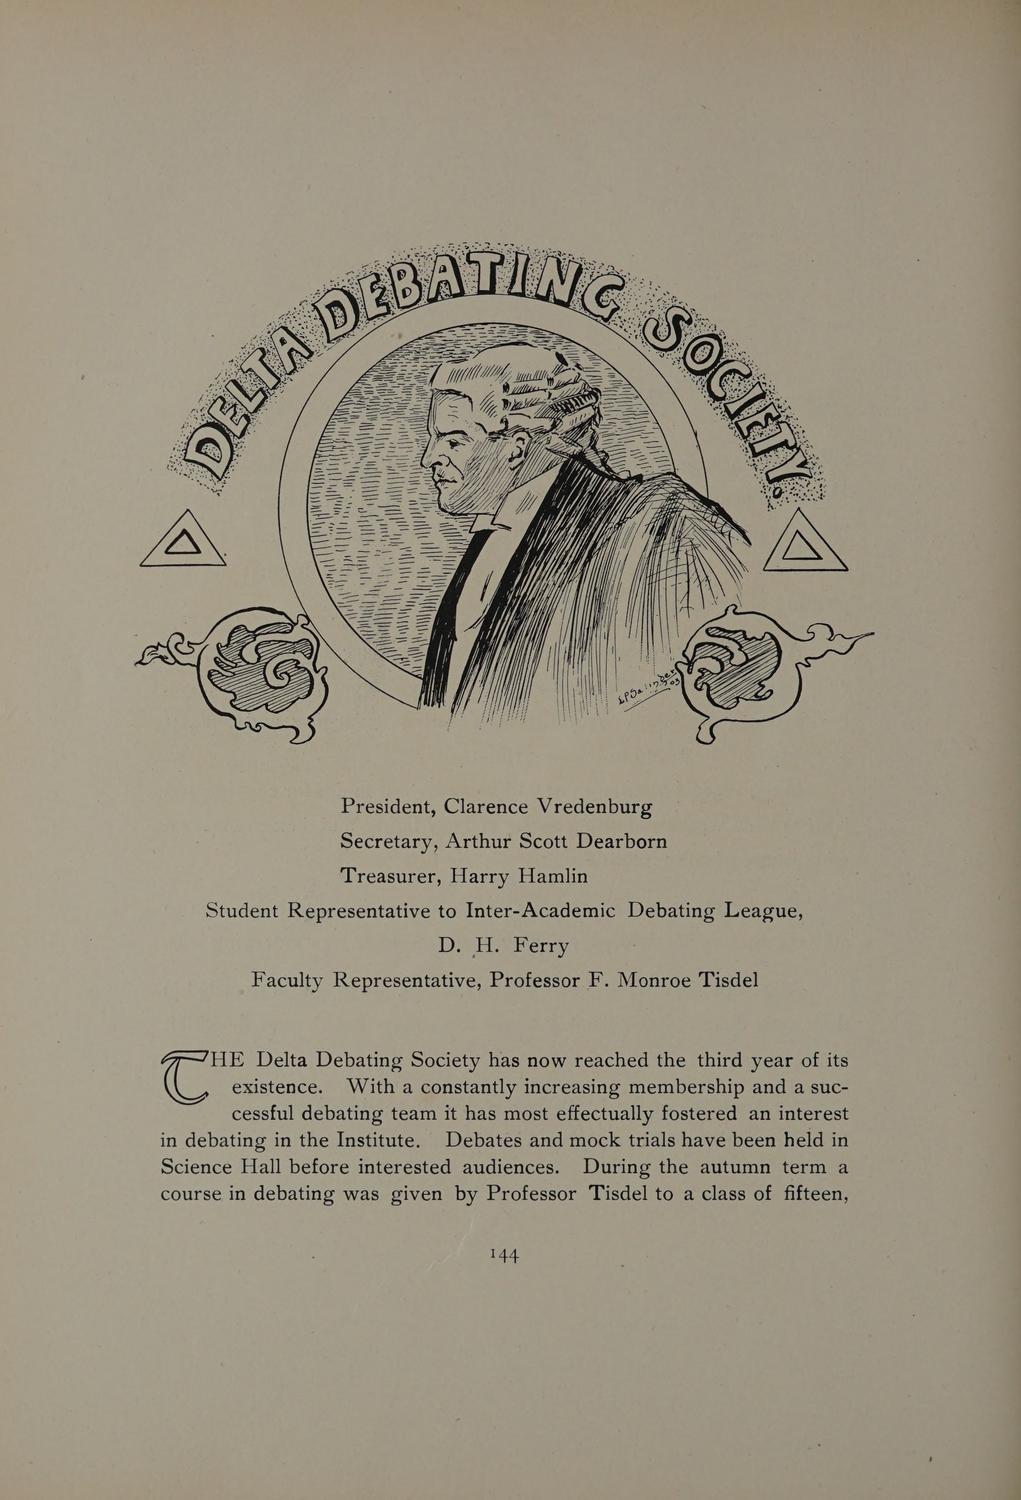 DELTA DEBATING SOCIETY.
President, Clarence Vredenburg
Secretary, Arthur Scott Dearborn
Treasurer, Harry Hamlin
Student Representative to Inter-Academic Debating League,
D. H. Ferry
Faculty Representative, Professor F. Monroe Tisdel
THE Delta Debating Society has now reached the third year of its
existence. With a constantly increasing membership and a suc-
cessful debating team it has most effectually fostered an interest
in debating in the Institute. Debates and mock trials have been held in
Science Hall before interested audiences. During the autumn term a
course in debating was given by Professor Tisdel to a class of fifteen,
144